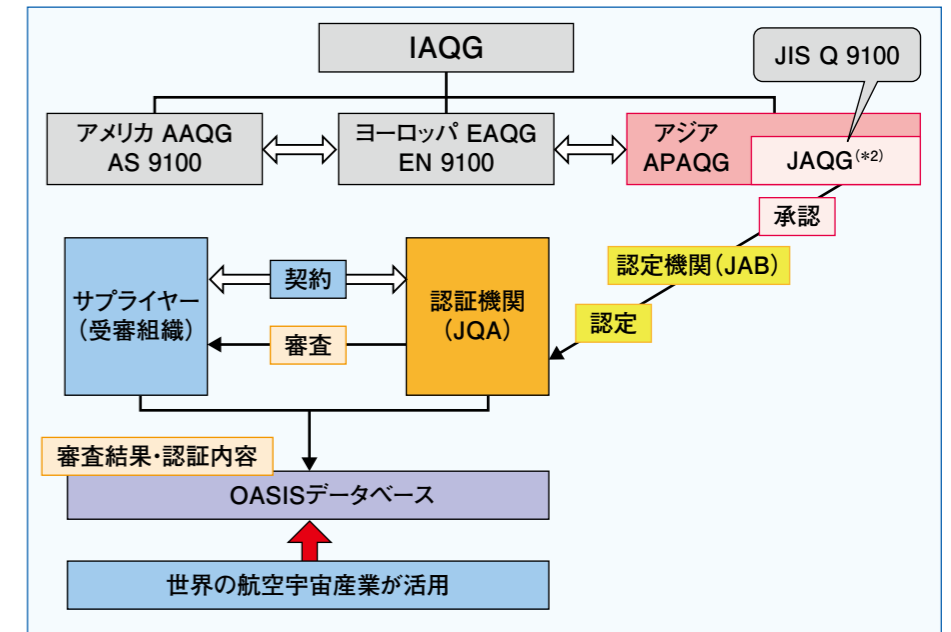 IAQG
JIS Q 9100
アメリカ AAQG
AS 9100
ヨーロッパ EAQG
EN 9100
アジア
APAQG
JAQG(*2)
承認
認定機関(JAB)
認定
サプライヤー
(受審組織)
契約
審査
認証機関
(JQA)
審査結果・認証内容
OASISデータベース
世界の航空宇宙産業が活用